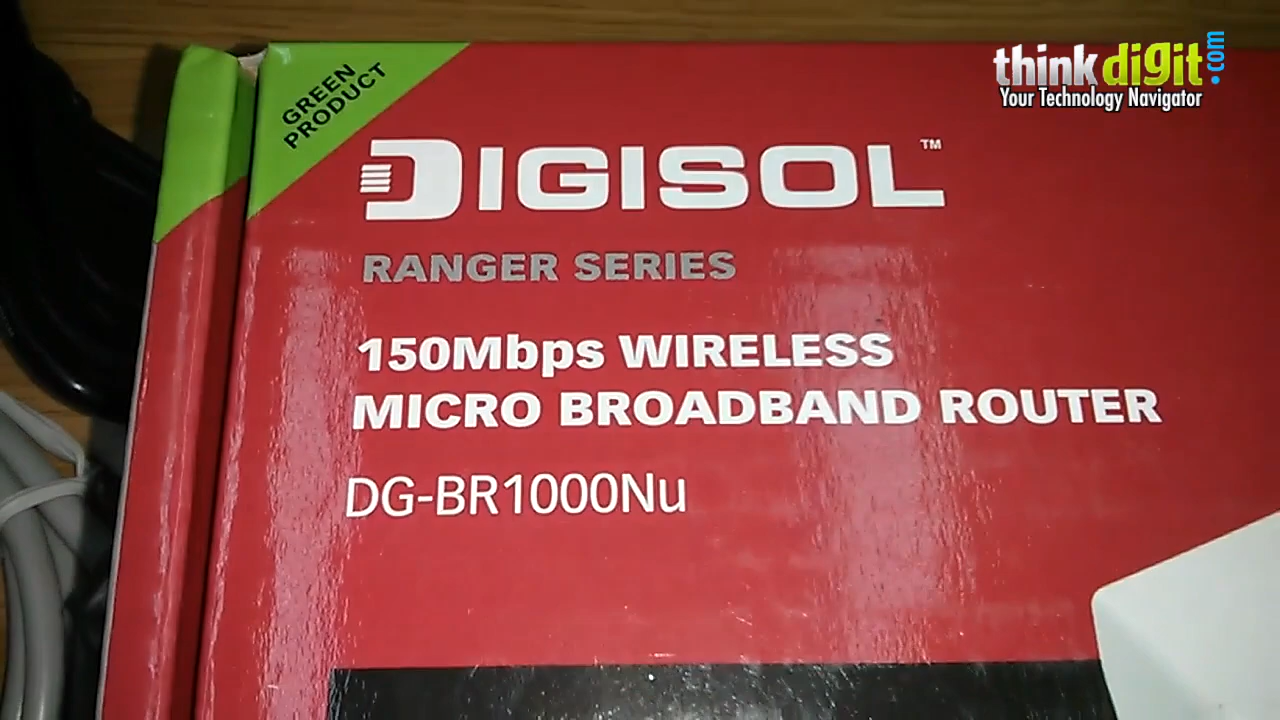 thinkdigit.com
Your Technology Navigator
GREEN
PRODUCT
DIGISOL™
RANGER SERIES
150Mbps WIRELESS
MICRO BROADBAND ROUTER
DG-BR1000Nu